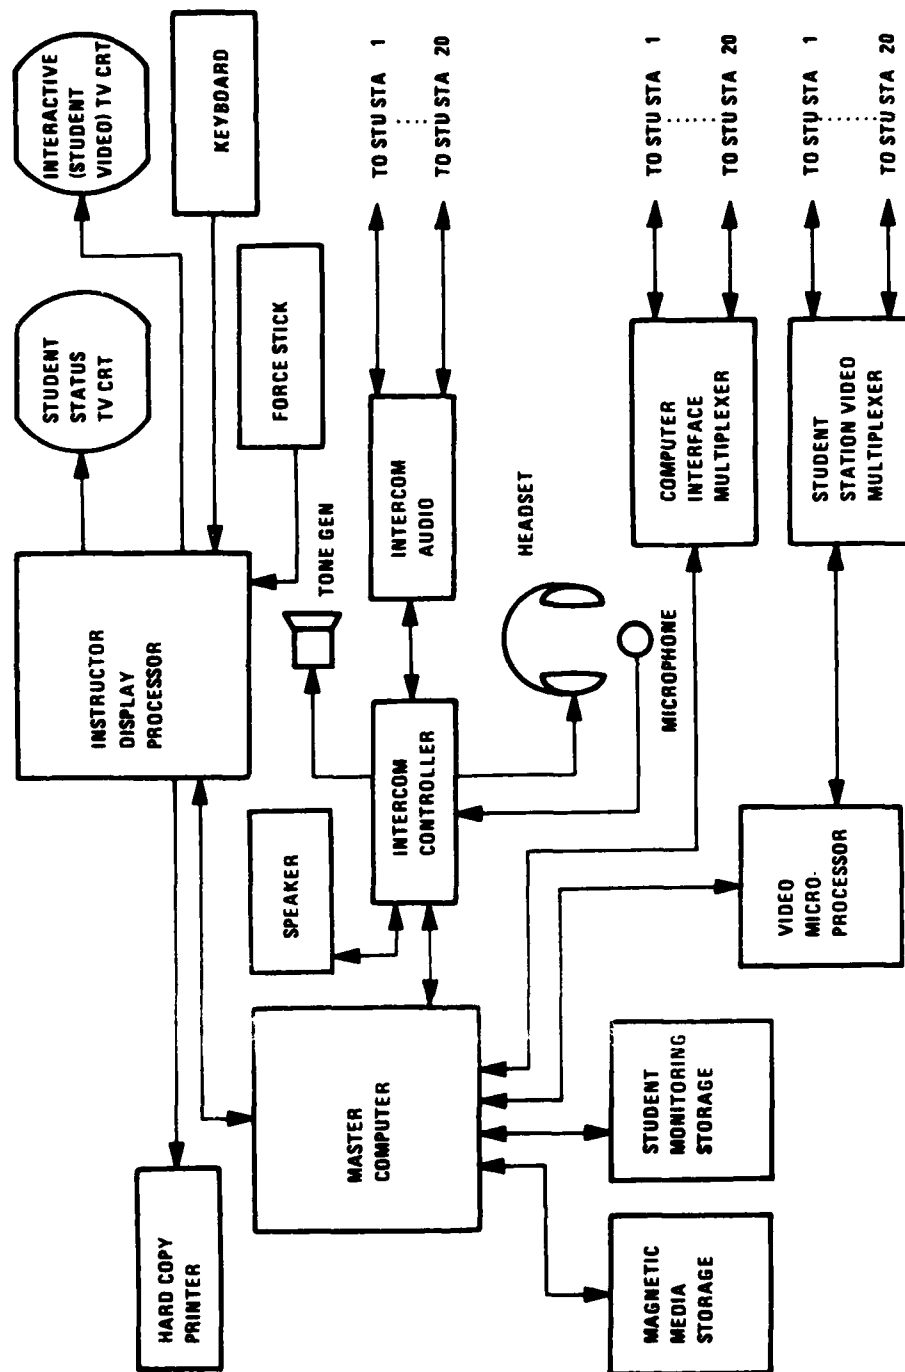 INTERACTIVE
(STUDENT
VIDEO) TV CRT
KEYBOARD
STUDENT
STATUS
TV CRT
FORCE STICK
INSTRUCTOR
DISPLAY
PROCESSOR
HARD COPY
PRINTER
TONE GEN
SPEAKER
INTERCOM
CONTROLLER
INTERCOM
AUDIO
TO STU STA 1
TO STU STA 20
HEADSET
MICROPHONE
MASTER
COMPUTER
COMPUTER
INTERFACE
MULTIPLEXER
TO STU STA 1
TO STU STA 20
STUDENT
STATION VIDEO
MULTIPLEXER
TO STU STA 1
TO STU STA 20
VIDEO
MICRO-
PROCESSOR
STUDENT
MONITORING
STORAGE
MAGNETIC
MEDIA
STORAGE